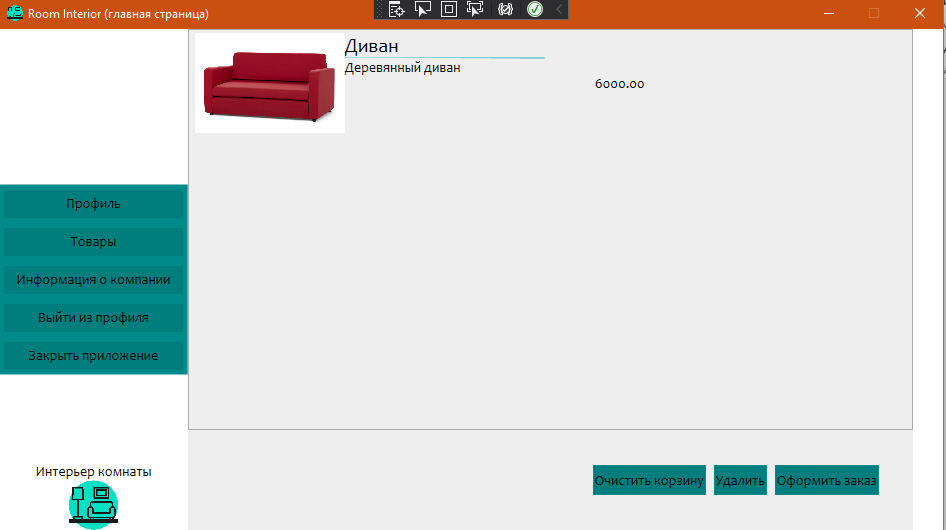 Room Interior (главная страница)
Диван
Деревянный диван
6000.00
Профиль
Товары
Информация о компании
Выйти из профиля
Закрыть приложение
Интерьер комнаты
Очистить корзину
Удалить
Оформить заказ